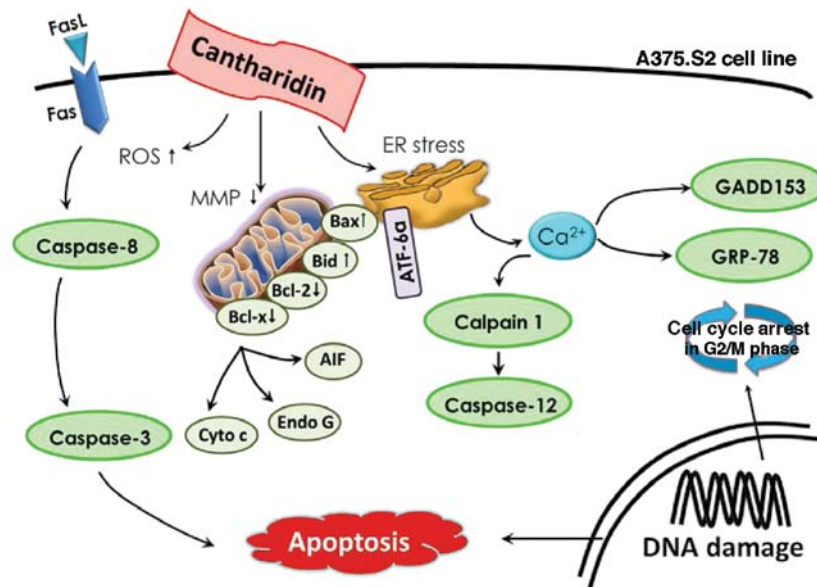 FasL
Cantharidin
A375.S2 cell line
Fas
ROS ↑
ER stress
MMP ↓
GADD153
Bax↑
Caspase-8
Ca²⁺
ATF-6a
Bid ↑
GRP-78
Bcl-2↓
Bcl-x↓
Calpain 1
Cell cycle arrest
in G2/M phase
AIF
Caspase-12
Caspase-3
Cyto c
Endo G
Apoptosis
DNA damage